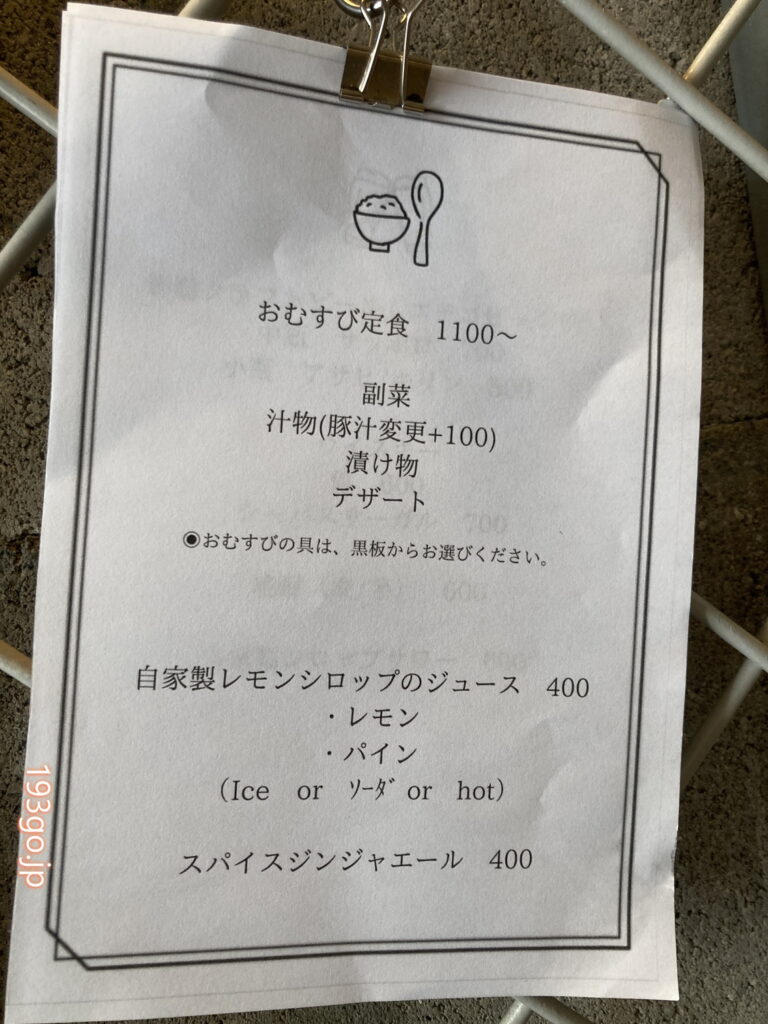 おむすび定食　1100〜
副菜
汁物(豚汁変更+100)
漬け物
デザート
◉おむすびの具は、黒板からお選びください。
自家製レモンシロップのジュース　400
・レモン
・パイン
（Ice　or　ｿｰﾀﾞ or　hot）
スパイスジンジャエール　400
193go.jp